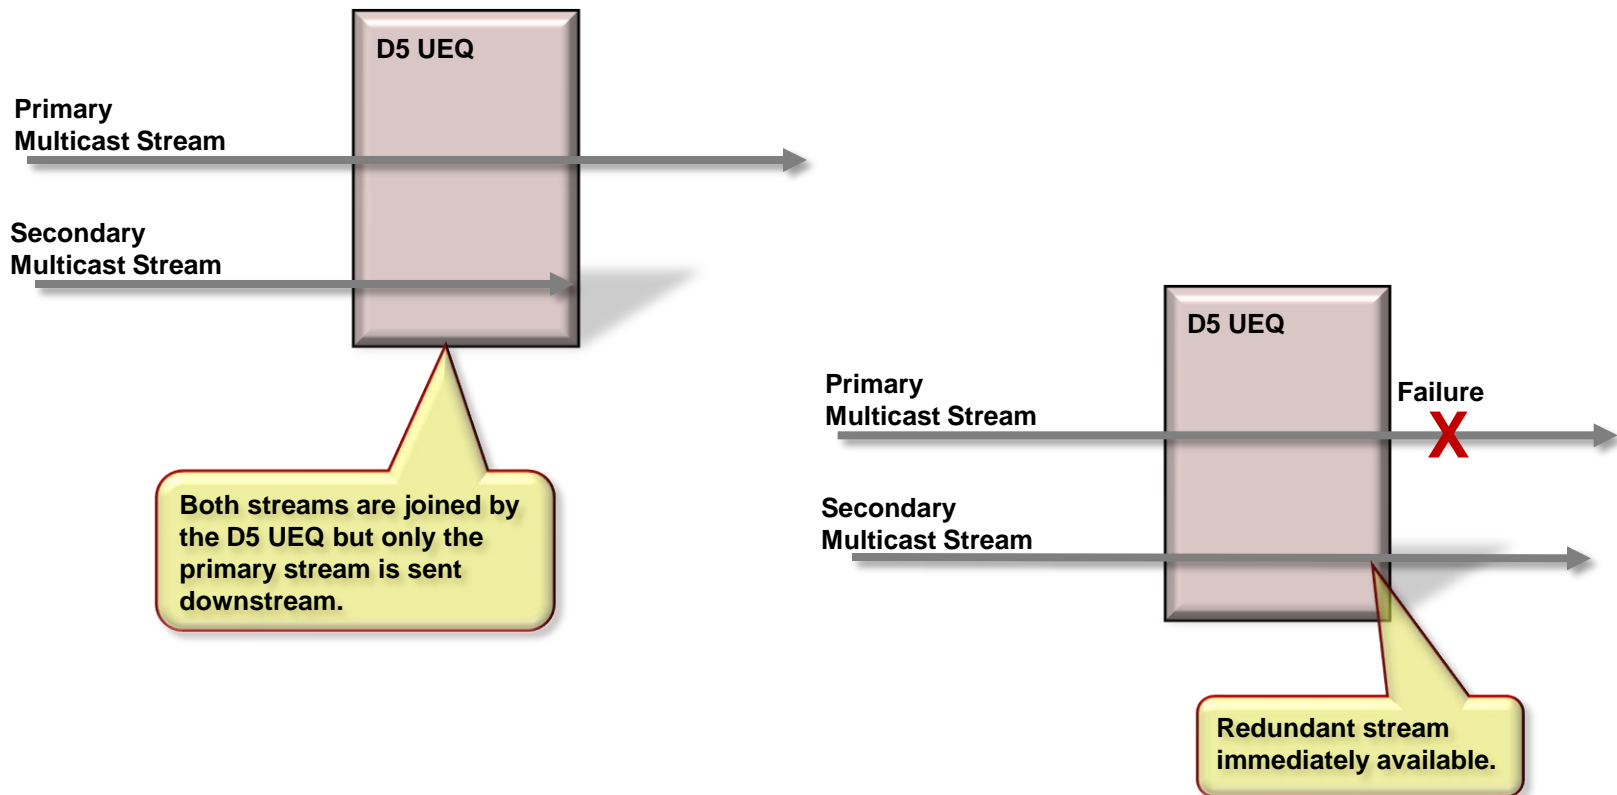 D5 UEQ
Primary
Multicast Stream
Secondary
Multicast Stream
Both streams are joined by
the D5 UEQ but only the
primary stream is sent
downstream.
D5 UEQ
Primary
Multicast Stream
Failure
X
Secondary
Multicast Stream
Redundant stream
immediately available.